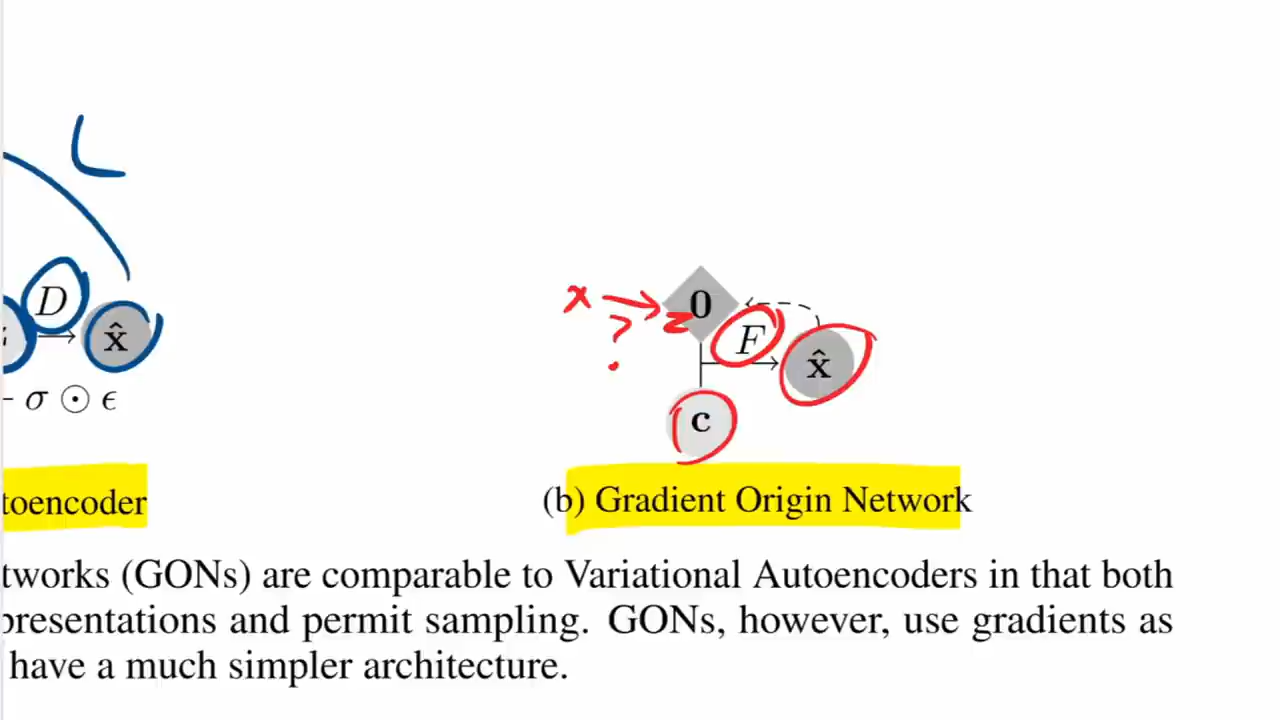 L
D
x̂
- σ ⊙ ϵ
toencoder
x
?
0
z
F
x̂
c
(b) Gradient Origin Network
tworks (GONs) are comparable to Variational Autoencoders in that both
presentations and permit sampling. GONs, however, use gradients as
have a much simpler architecture.